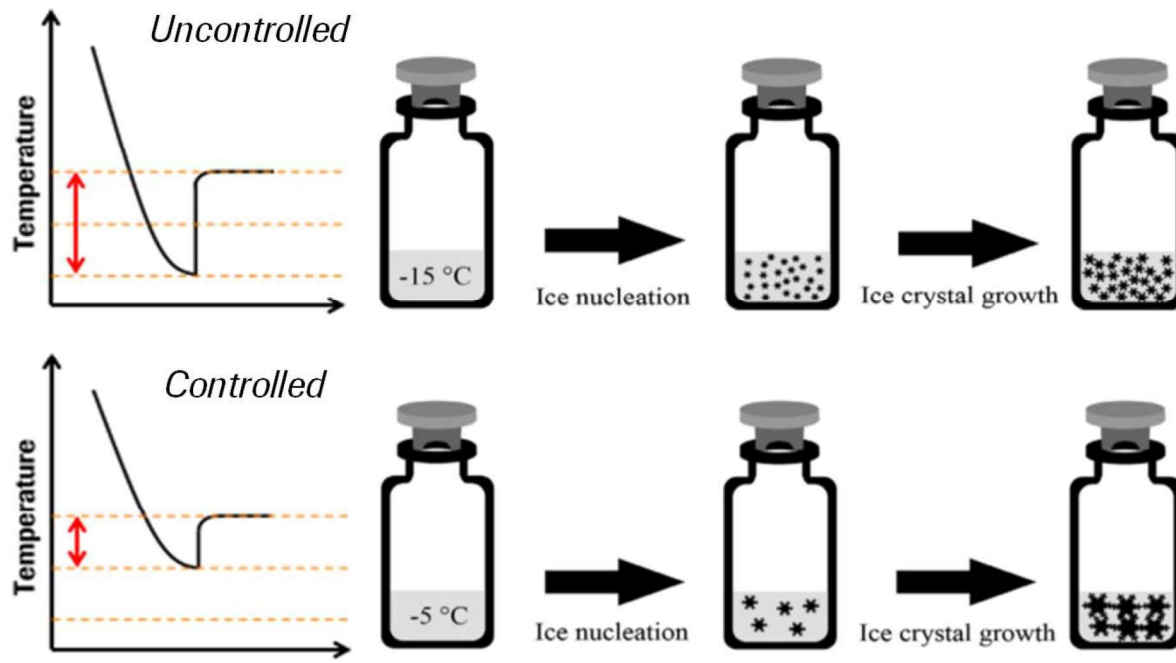 Uncontrolled
Temperature
-15 °C
Ice nucleation
Ice crystal growth
Controlled
Temperature
-5 °C
Ice nucleation
Ice crystal growth